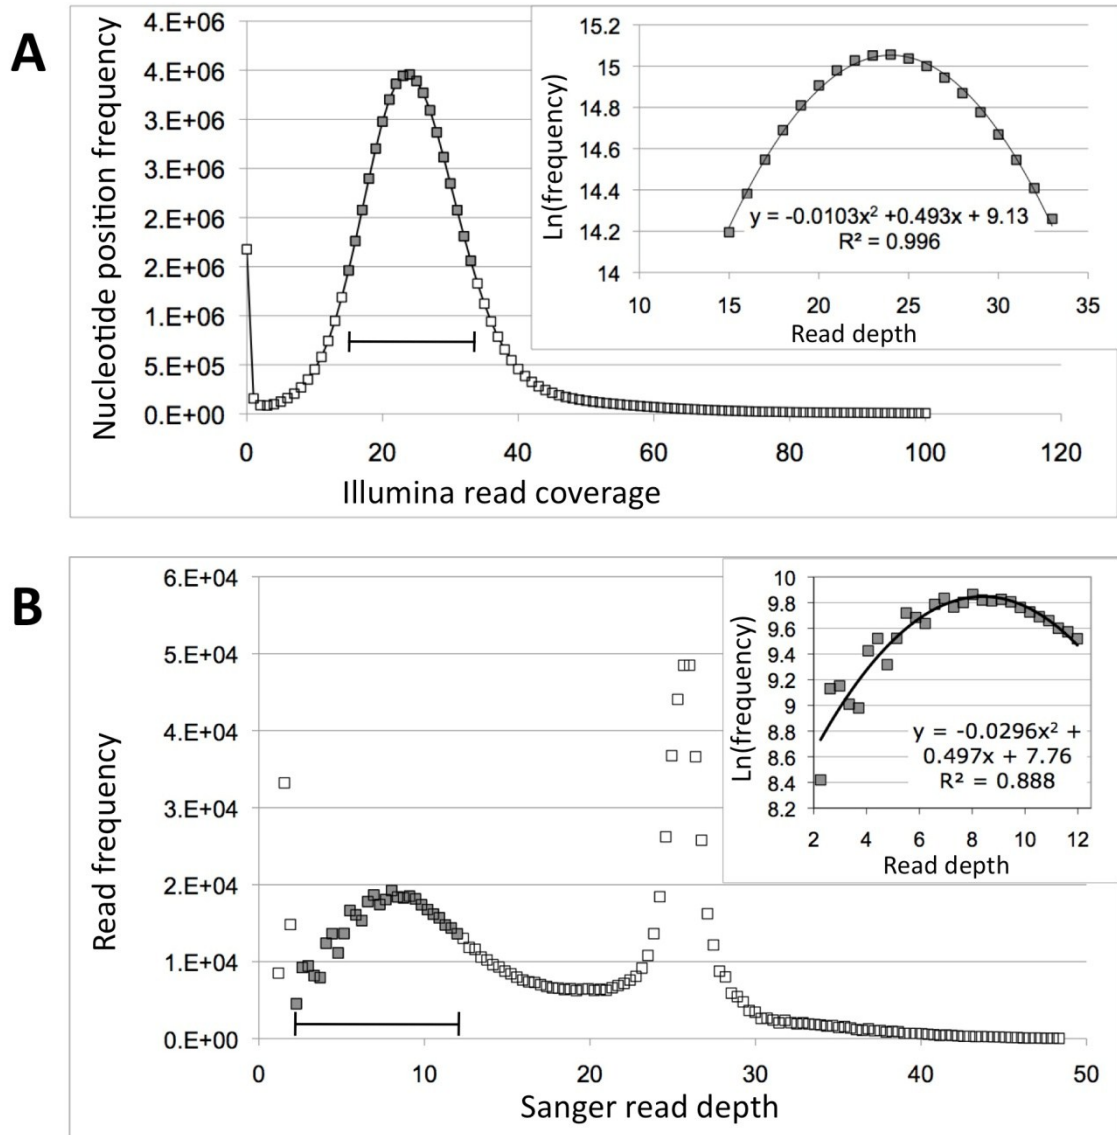 A
Nucleotide position frequency
4.E+06
4.E+06
3.E+06
3.E+06
2.E+06
2.E+06
1.E+06
5.E+05
0.E+00
0 20 40 60 80 100 120
Illumina read coverage
Ln(frequency)
15.2
15
14.8
14.6
14.4
14.2
14
y = -0.0103x² +0.493x + 9.13
R² = 0.996
10 15 20 25 30 35
Read depth
B
Read frequency
6.E+04
5.E+04
4.E+04
3.E+04
2.E+04
1.E+04
0.E+00
0 10 20 30 40 50
Sanger read depth
Ln(frequency)
10
9.8
9.6
9.4
9.2
9
8.8
8.6
8.4
8.2
y = -0.0296x² +
0.497x + 7.76
R² = 0.888
2 4 6 8 10 12
Read depth